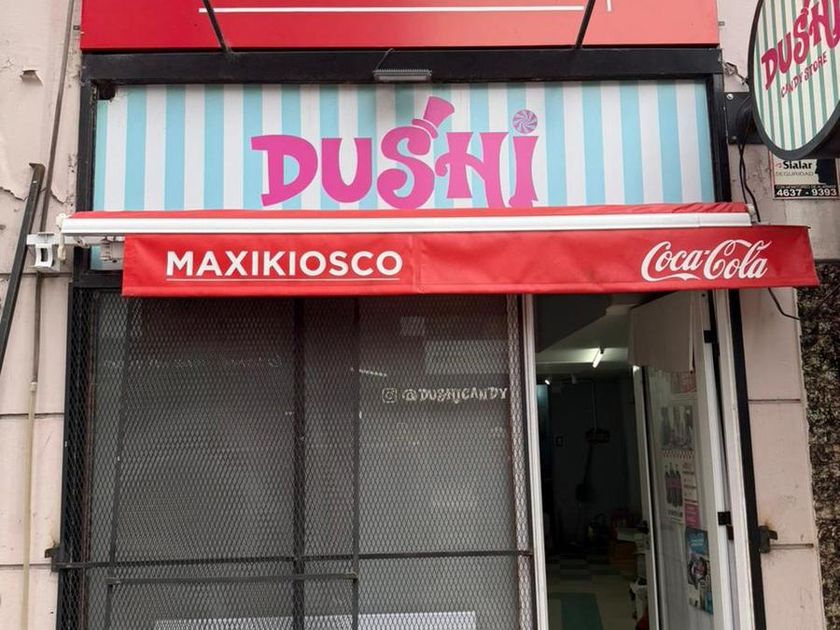 DUSHI
CANDY STORE
DUSHI
Sialar
SEGURIDAD
4637-9393
MAXIKIOSCO
Coca-Cola
@DUSHICANDY